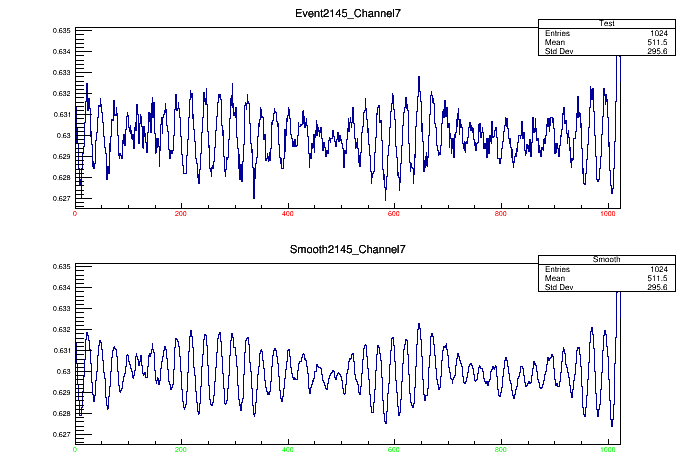 Event2145_Channel7
Test
Entries 1024
Mean 511.5
Std Dev 295.6
0.635
0.634
0.633
0.632
0.631
0.63
0.629
0.628
0.627
0 200 400 600 800 1000
Smooth2145_Channel7
Smooth
Entries 1024
Mean 511.5
Std Dev 295.6
0.635
0.634
0.633
0.632
0.631
0.63
0.629
0.628
0.627
0 200 400 600 800 1000